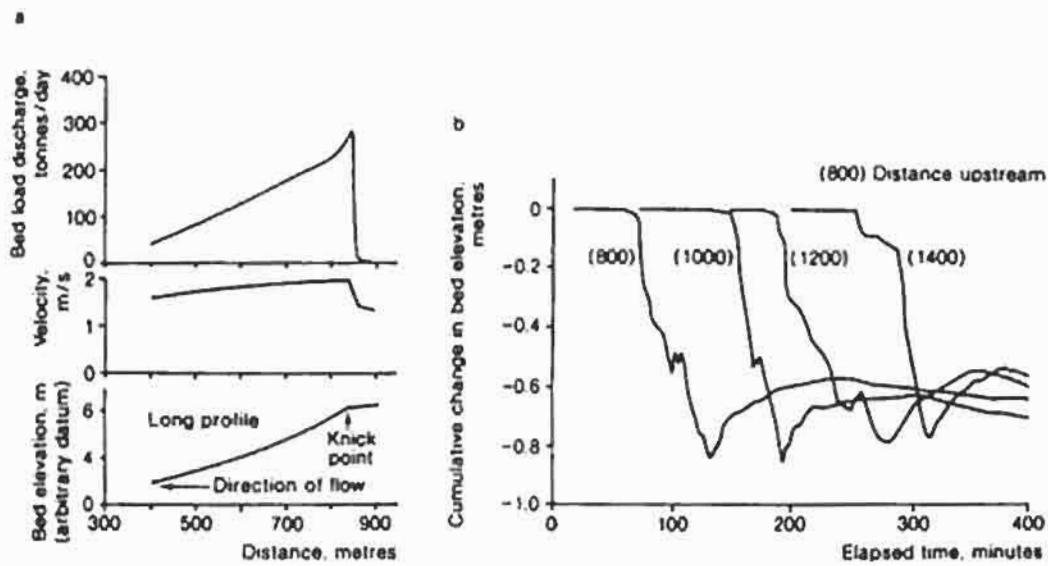 a
Bed load discharge,
tonnes/day
400
300
200
100
0
Velocity,
m/s
2
1
0
Bed elevation, m
(arbitrary datum)
6
4
2
0
Long profile
Knick
point
Direction of flow
300
500
700
900
Distance, metres
b
(800) Distance upstream
Cumulative change in bed elevation,
metres
0
-0.2
-0.4
-0.6
-0.8
-1.0
(800)
(1000)
(1200)
(1400)
0
100
200
300
400
Elapsed time, minutes